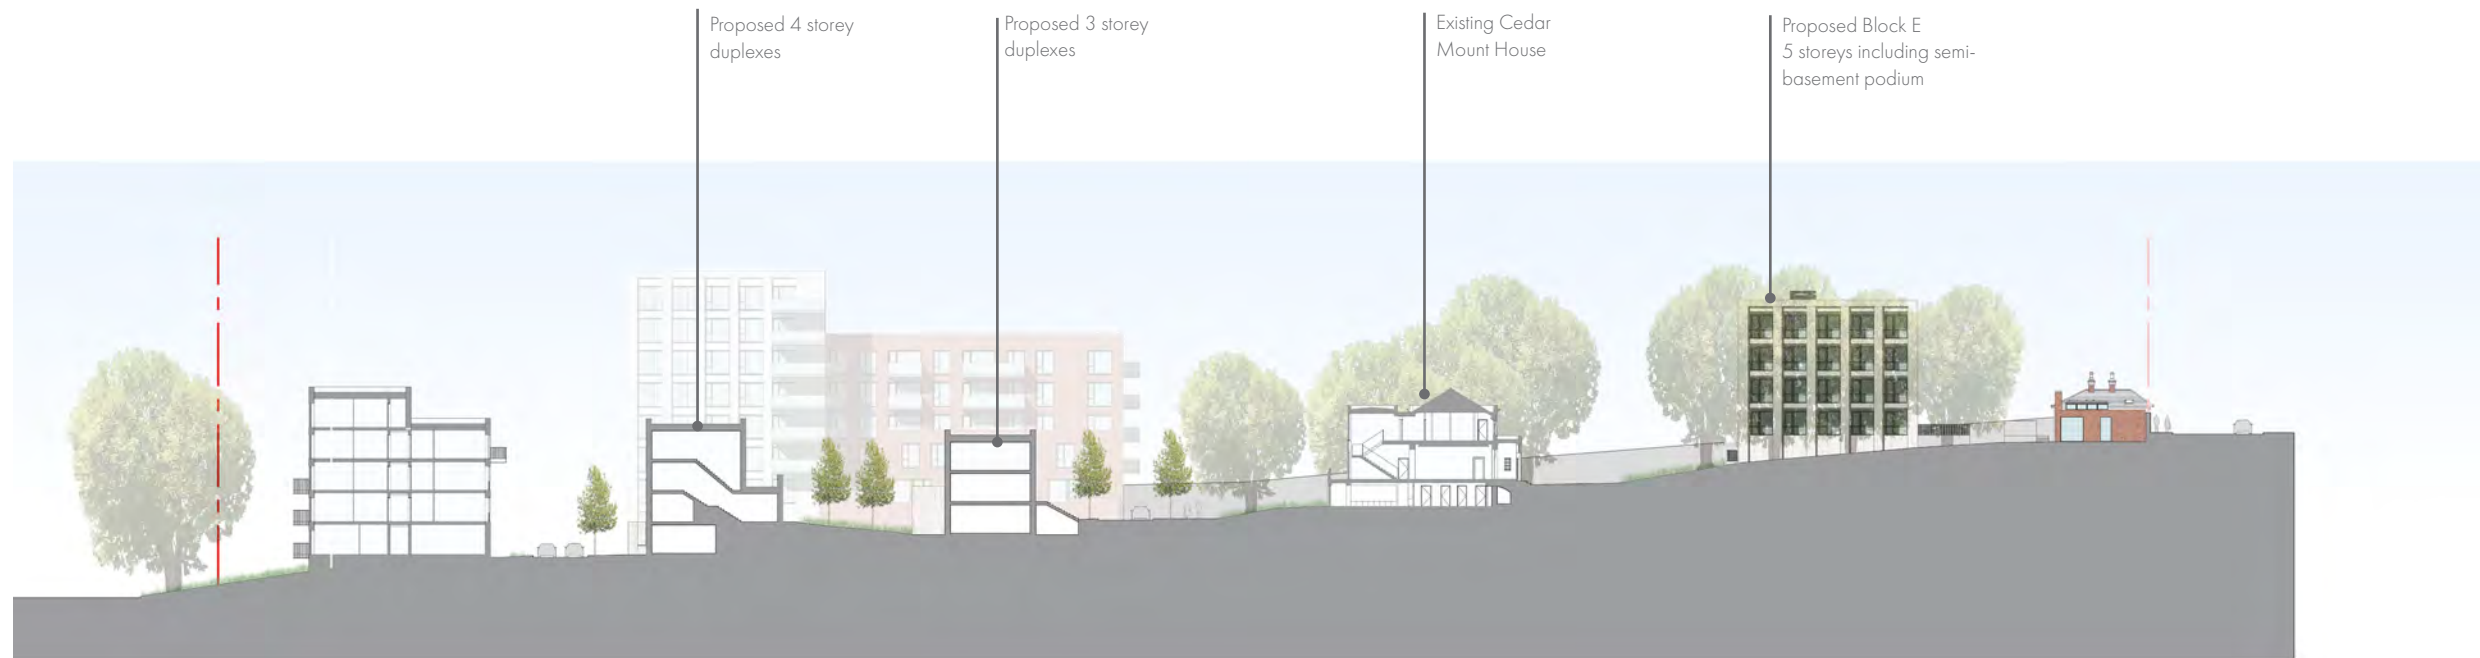 Proposed 4 storey
duplexes
Proposed 3 storey
duplexes
Existing Cedar
Mount House
Proposed Block E
5 storeys including semi-
basement podium